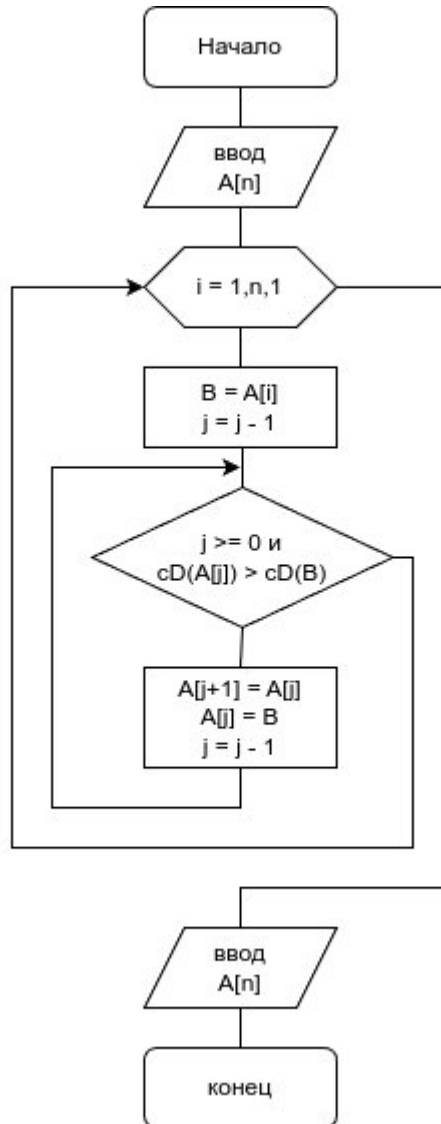 Начало
ввод
A[n]
i = 1,n,1
B = A[i]
j = j - 1
j >= 0 и
cD(A[j]) > cD(B)
A[j+1] = A[j]
A[j] = B
j = j - 1
ввод
A[n]
конец